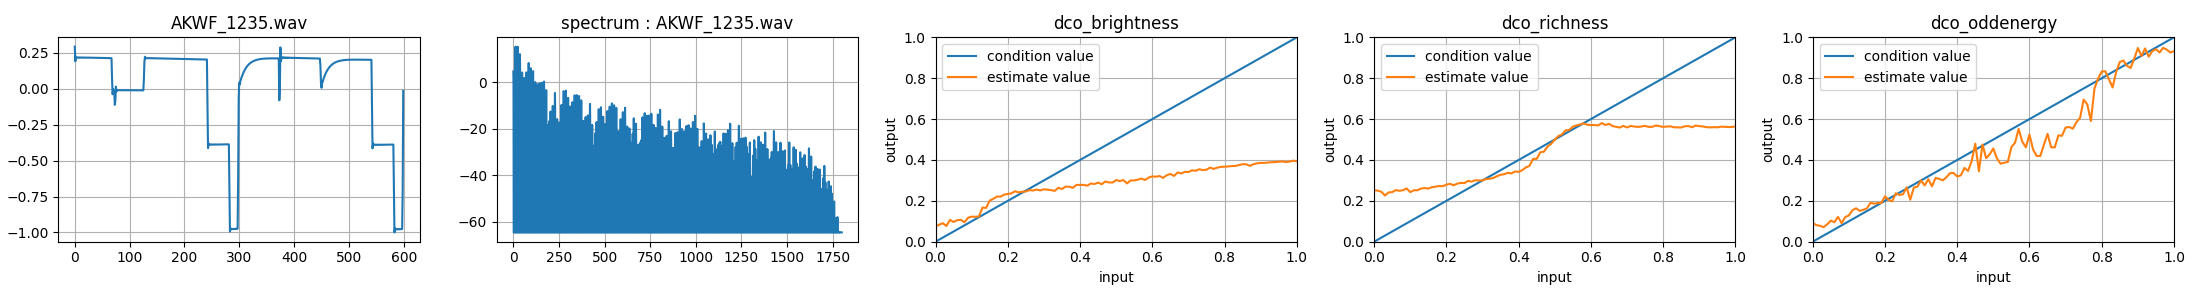 AKWF_1235.wav
0.25
0.00
−0.25
−0.50
−0.75
−1.00
0 100 200 300 400 500 600
spectrum : AKWF_1235.wav
0
−20
−40
−60
0 250 500 750 1000 1250 1500 1750
dco_brightness
condition value
estimate value
output
1.0
0.8
0.6
0.4
0.2
0.0
0.0 0.2 0.4 0.6 0.8 1.0
input
dco_richness
condition value
estimate value
output
1.0
0.8
0.6
0.4
0.2
0.0
0.0 0.2 0.4 0.6 0.8 1.0
input
dco_oddenergy
condition value
estimate value
output
1.0
0.8
0.6
0.4
0.2
0.0
0.0 0.2 0.4 0.6 0.8 1.0
input